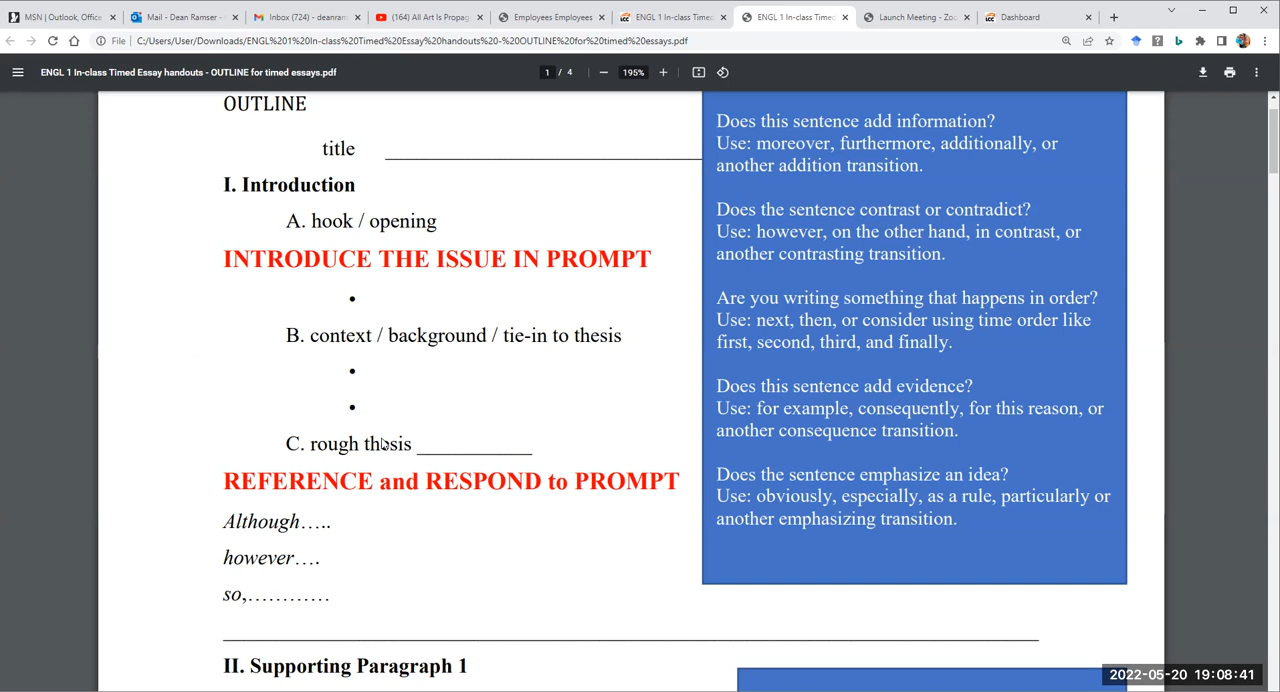 MSN | Outlook, Office
Mail - Dean Ramser -
Inbox (724) - deanram
(164) All Art Is Propag
Employees Employees
ENGL 1 In-class Timed
ENGL 1 In-class Timed
Launch Meeting - Zoo
Dashboard
File | C:/Users/User/Downloads/ENGL%201%20In-class%20Timed%20Essay%20handouts%20-%20OUTLINE%20for%20timed%20essays.pdf
ENGL 1 In-class Timed Essay handouts - OUTLINE for timed essays.pdf
1 / 4
195%
OUTLINE
title
I. Introduction
A. hook / opening
INTRODUCE THE ISSUE IN PROMPT
•
B. context / background / tie-in to thesis
•
•
C. rough thesis ___________
REFERENCE and RESPOND to PROMPT
Although…..
however….
so,…………
II. Supporting Paragraph 1
Does this sentence add information?
Use: moreover, furthermore, additionally, or
another addition transition.
Does the sentence contrast or contradict?
Use: however, on the other hand, in contrast, or
another contrasting transition.
Are you writing something that happens in order?
Use: next, then, or consider using time order like
first, second, third, and finally.
Does this sentence add evidence?
Use: for example, consequently, for this reason, or
another consequence transition.
Does the sentence emphasize an idea?
Use: obviously, especially, as a rule, particularly or
another emphasizing transition.
2022-05-20 19:08:41